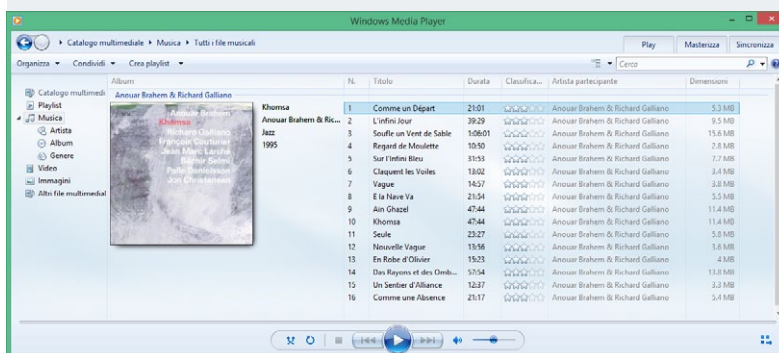 Windows Media Player
Catalogo multimediale Musica Tutti i file musicali
Play Masterizza Sincronizza
Organizza Condividi Crea playlist Cerca
Album N. Titolo Durata Classifica... Artista partecipante Dimensioni
Catalogo multimedi
Playlist
Musica
Artista
Album
Genere
Video
Immagini
Altri file multimedial
Anouar Brahem & Richard Galliano
Anouar Brahem
Khomsa
Richard Galliano
François Couturier
Jean Marc Larché
Béchir Selmi
Palle Danielsson
Jon Christensen
Khomsa
Anouar Brahem & Ric...
Jazz
1995
1 Comme un Départ 21:01 Anouar Brahem & Richard Galliano 5.3 MB
2 L'infini Jour 39:29 Anouar Brahem & Richard Galliano 9.5 MB
3 Soufle un Vent de Sable 1:06:01 Anouar Brahem & Richard Galliano 15.6 MB
4 Regard de Moulette 10:50 Anouar Brahem & Richard Galliano 2.8 MB
5 Sur l'Infini Bleu 31:53 Anouar Brahem & Richard Galliano 7.7 MB
6 Claquent les Voiles 13:02 Anouar Brahem & Richard Galliano 3.4 MB
7 Vague 14:57 Anouar Brahem & Richard Galliano 3.8 MB
8 E la Nave Va 21:54 Anouar Brahem & Richard Galliano 5.5 MB
9 Ain Ghazel 47:44 Anouar Brahem & Richard Galliano 11.4 MB
10 Khomsa 47:44 Anouar Brahem & Richard Galliano 11.4 MB
11 Seule 23:27 Anouar Brahem & Richard Galliano 5.8 MB
12 Nouvelle Vague 13:56 Anouar Brahem & Richard Galliano 3.6 MB
13 En Robe d'Olivier 15:23 Anouar Brahem & Richard Galliano 4 MB
14 Das Rayons et des Omb... 57:54 Anouar Brahem & Richard Galliano 13.8 MB
15 Un Sentier d'Alliance 12:37 Anouar Brahem & Richard Galliano 3.3 MB
16 Comme une Absence 21:17 Anouar Brahem & Richard Galliano 5.4 MB